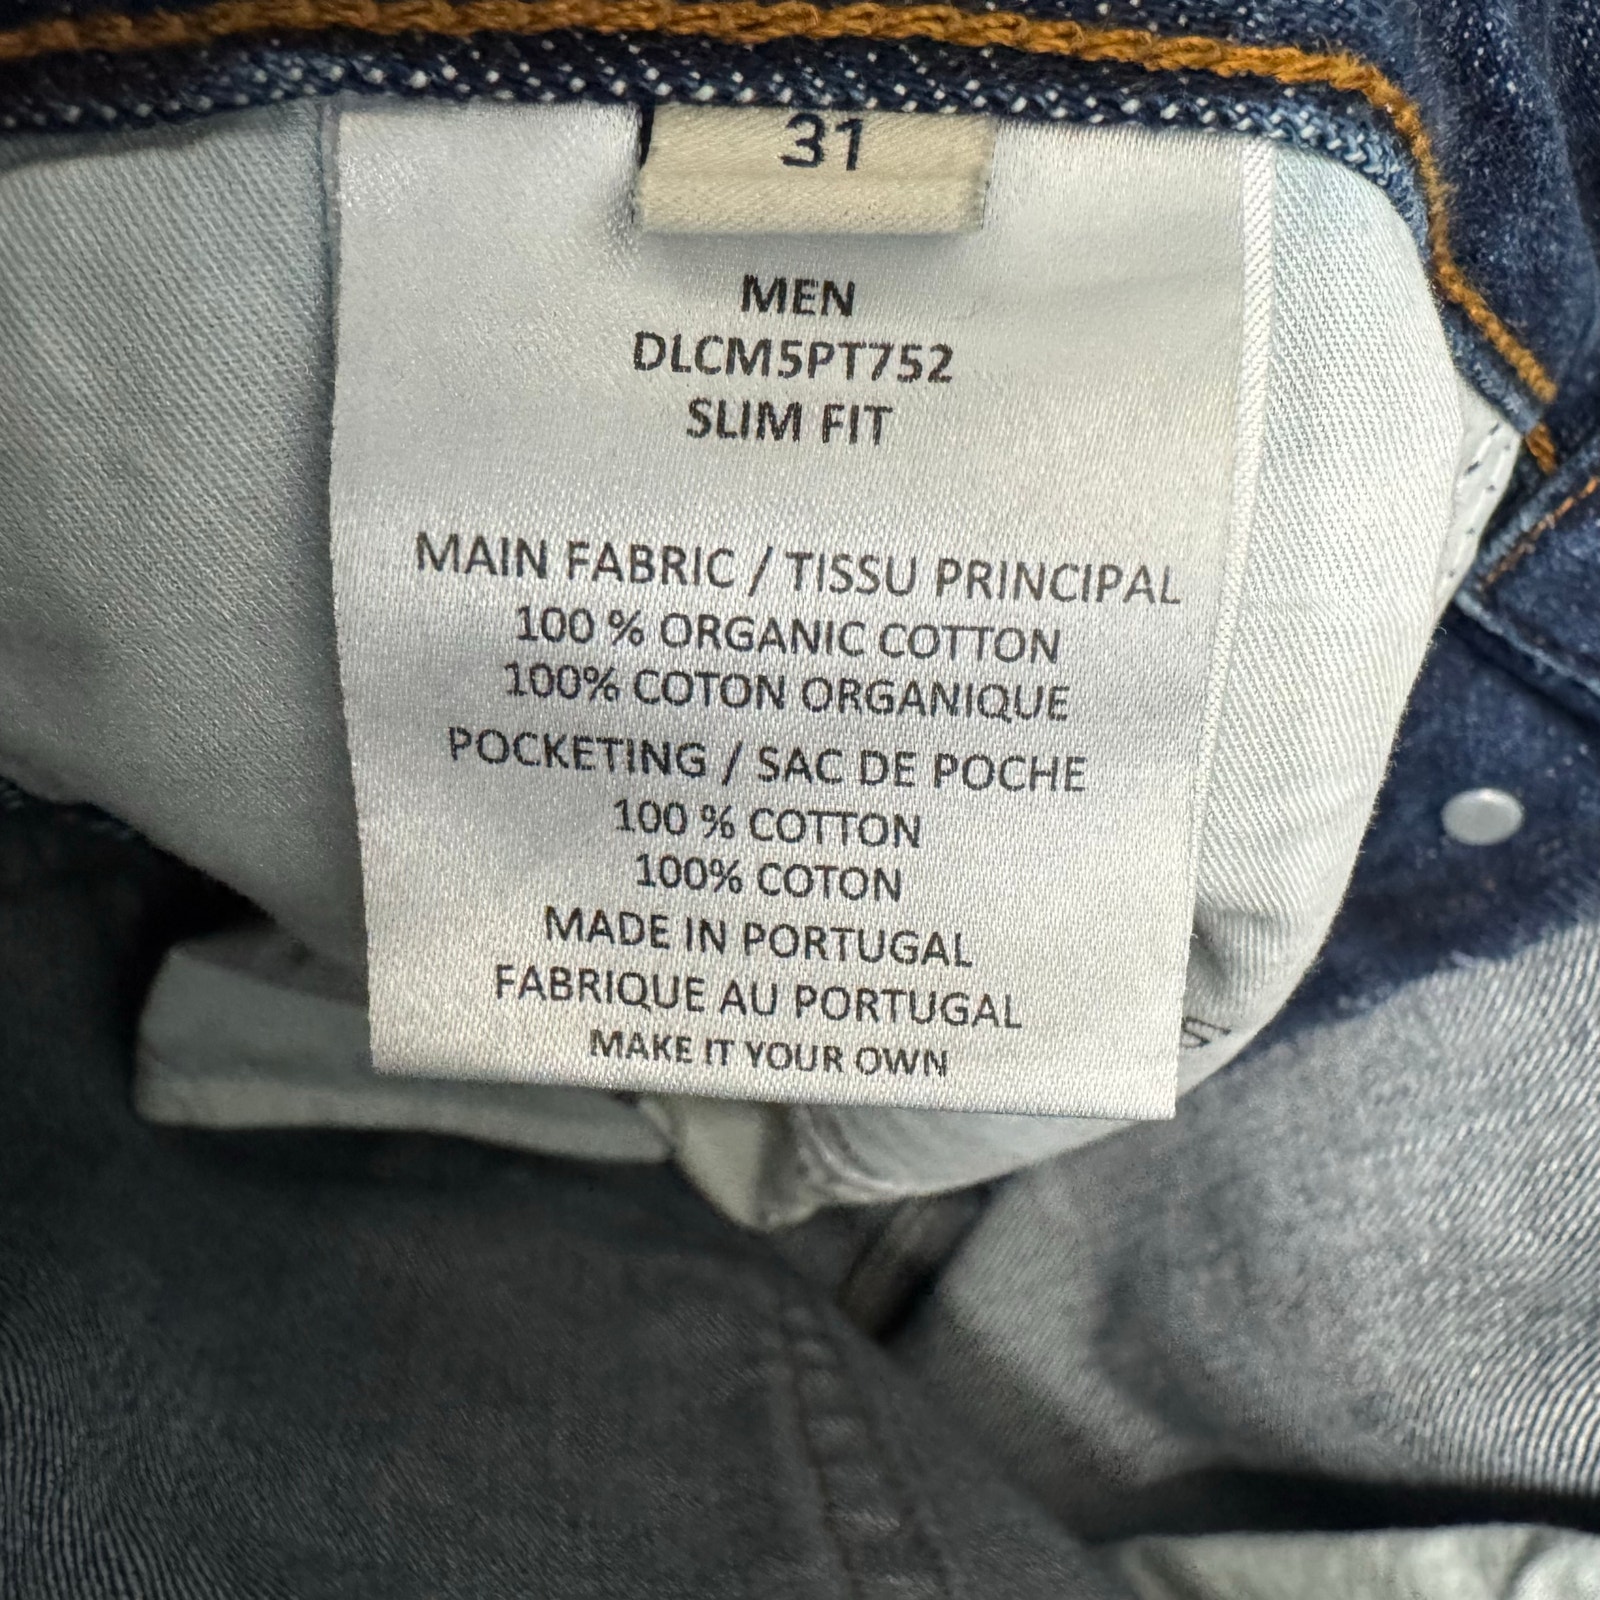 31
MEN
DLCM5PT752
SLIM FIT
MAIN FABRIC / TISSU PRINCIPAL
100 % ORGANIC COTTON
100% COTON ORGANIQUE
POCKETING / SAC DE POCHE
100 % COTTON
100% COTON
MADE IN PORTUGAL
FABRIQUE AU PORTUGAL
MAKE IT YOUR OWN